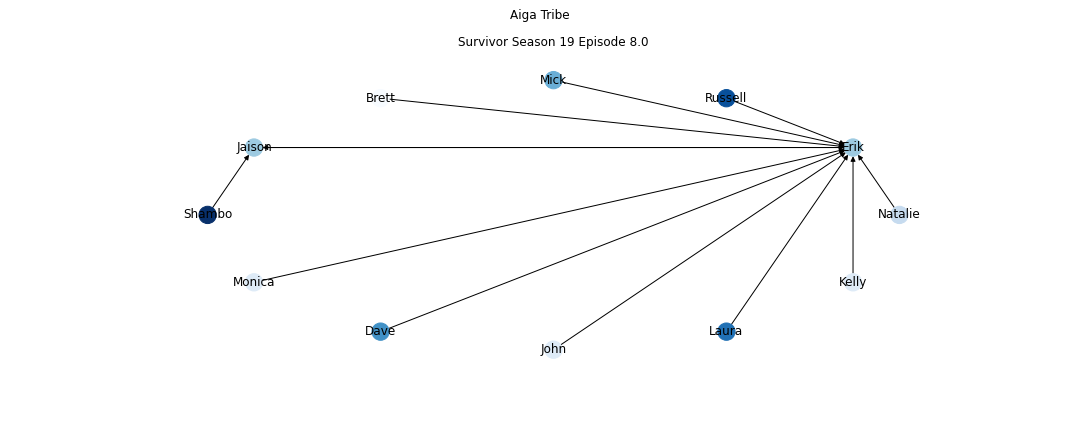 Aiga Tribe
Survivor Season 19 Episode 8.0
Mick
Brett
Russell
Jaison
Erik
Shambo
Natalie
Monica
Kelly
Dave
Laura
John